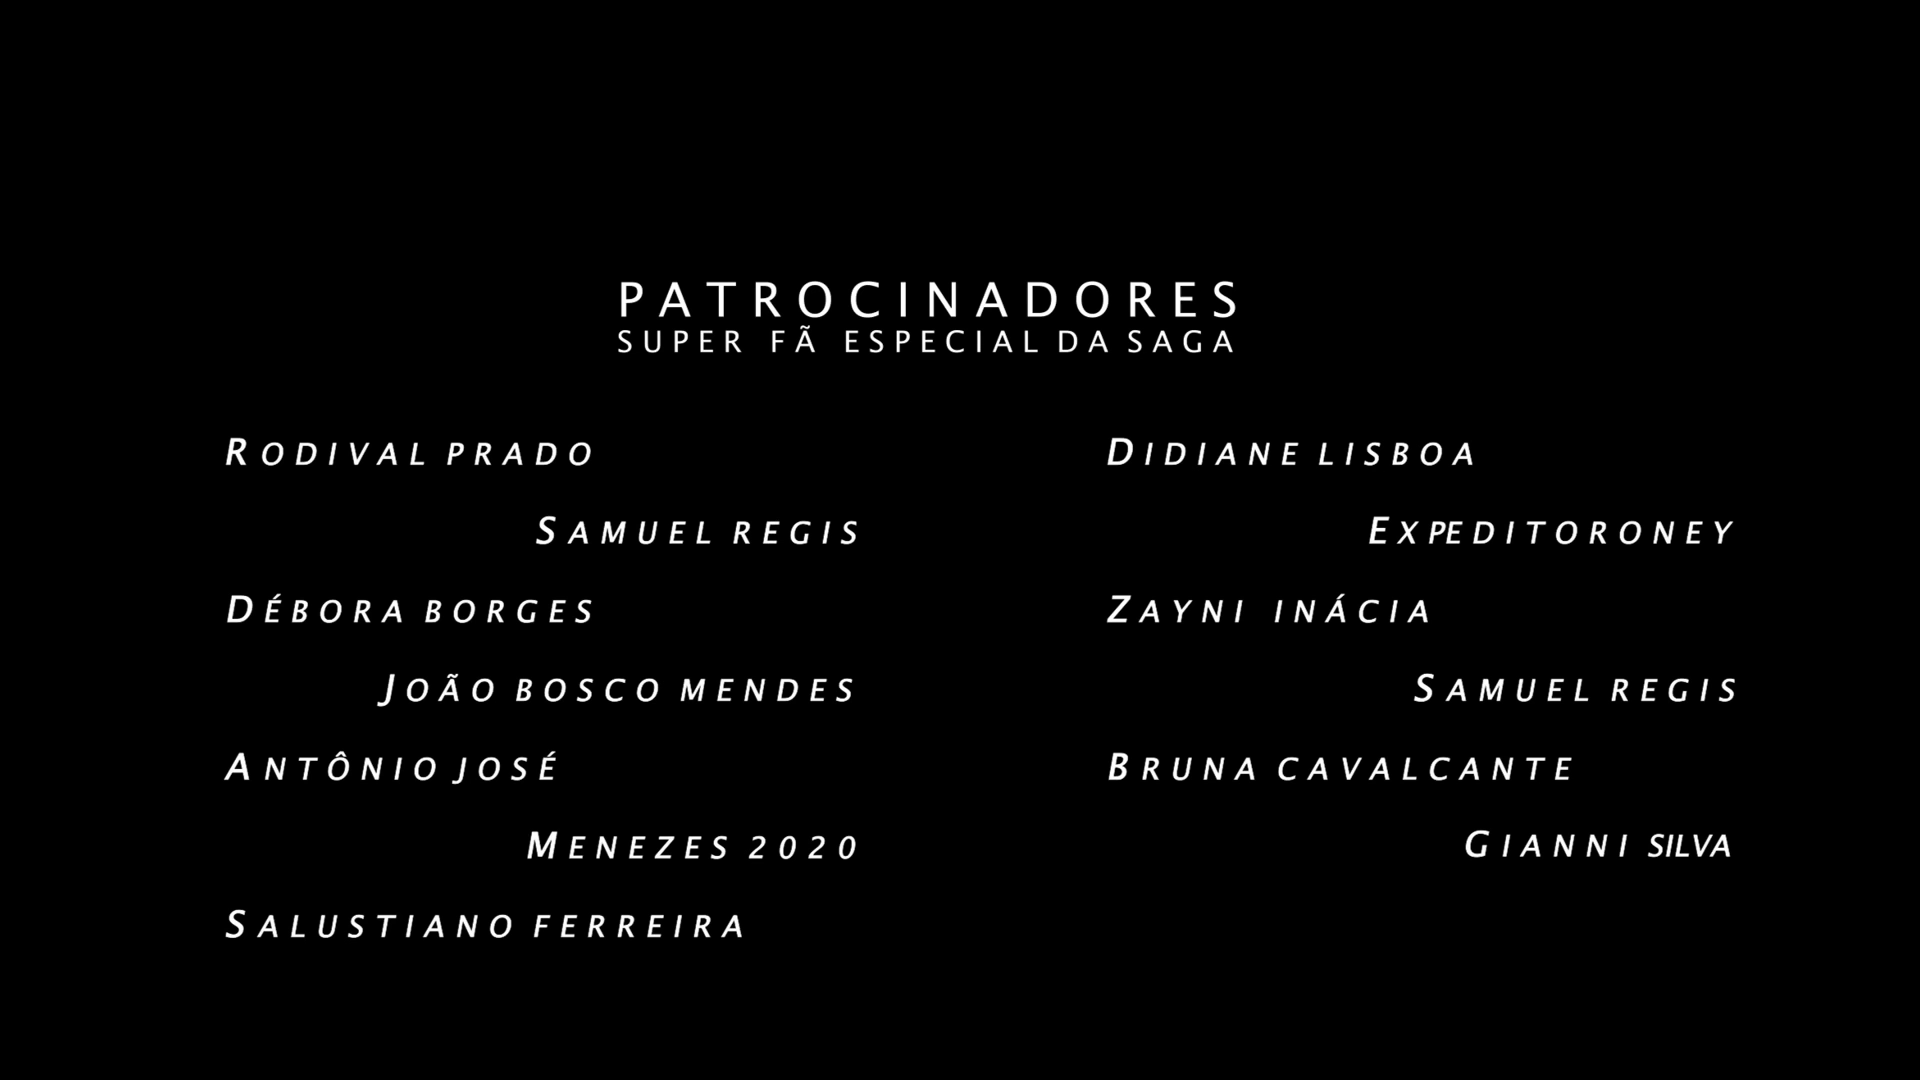 PATROCINADORES
SUPER FÃ ESPECIAL DA SAGA
RODIVAL PRADO
SAMUEL REGIS
DÉBORA BORGES
JOÃO BOSCO MENDES
ANTÔNIO JOSÉ
MENEZES 2020
SALUSTIANO FERREIRA
DIDIANE LISBOA
EXPEDITORONEY
ZAYNI INÁCIA
SAMUEL REGIS
BRUNA CAVALCANTE
GIANNI SILVA